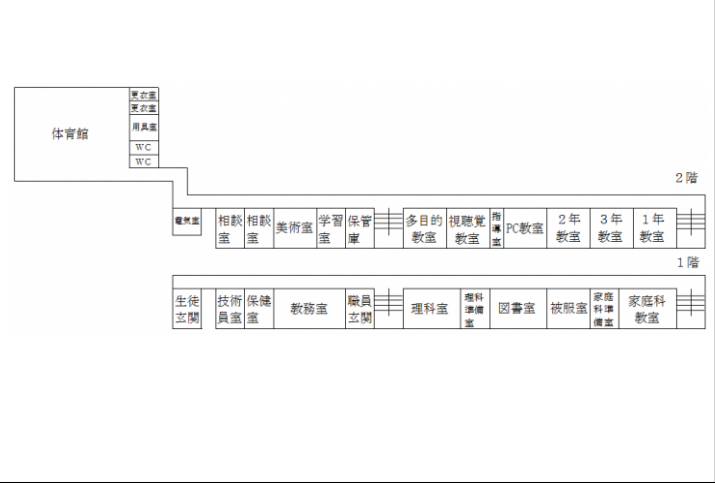 更衣室
更衣室
体育館
用具室
WC
WC
2階
電気室
相談
室
相談
室
美術室
学習
室
保管
庫
多目的
教室
視聴覚
教室
指
導
室
PC教室
2年
教室
3年
教室
1年
教室
1階
生徒
玄関
技術
員室
保健
室
教務室
職員
玄関
理科室
理科
準備
室
図書室
被服室
家庭
科準
備室
家庭科
教室